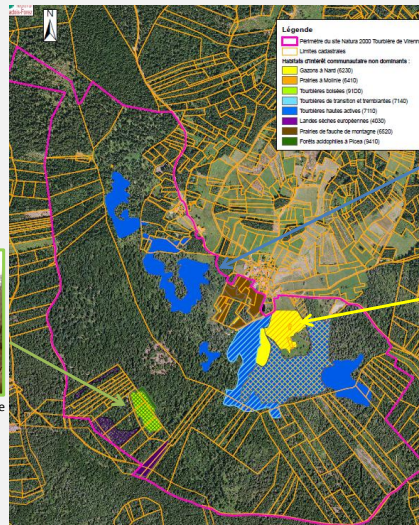 N
Légende
Périmètre du site Natura 2000 Tourbière de Virenn
Limites cadastrales
Habitats d'intérêt communautaire non dominants :
Gazons à Nard (6230)
Prairies à Molinie (6410)
Tourbières boisées (91D0)
Tourbières de transition et tremblantes (7140)
Tourbières hautes actives (7110)
Landes sèches européennes (4030)
Prairies de fauche de montagne (6520)
Forêts acidophiles à Picea (9410)
e